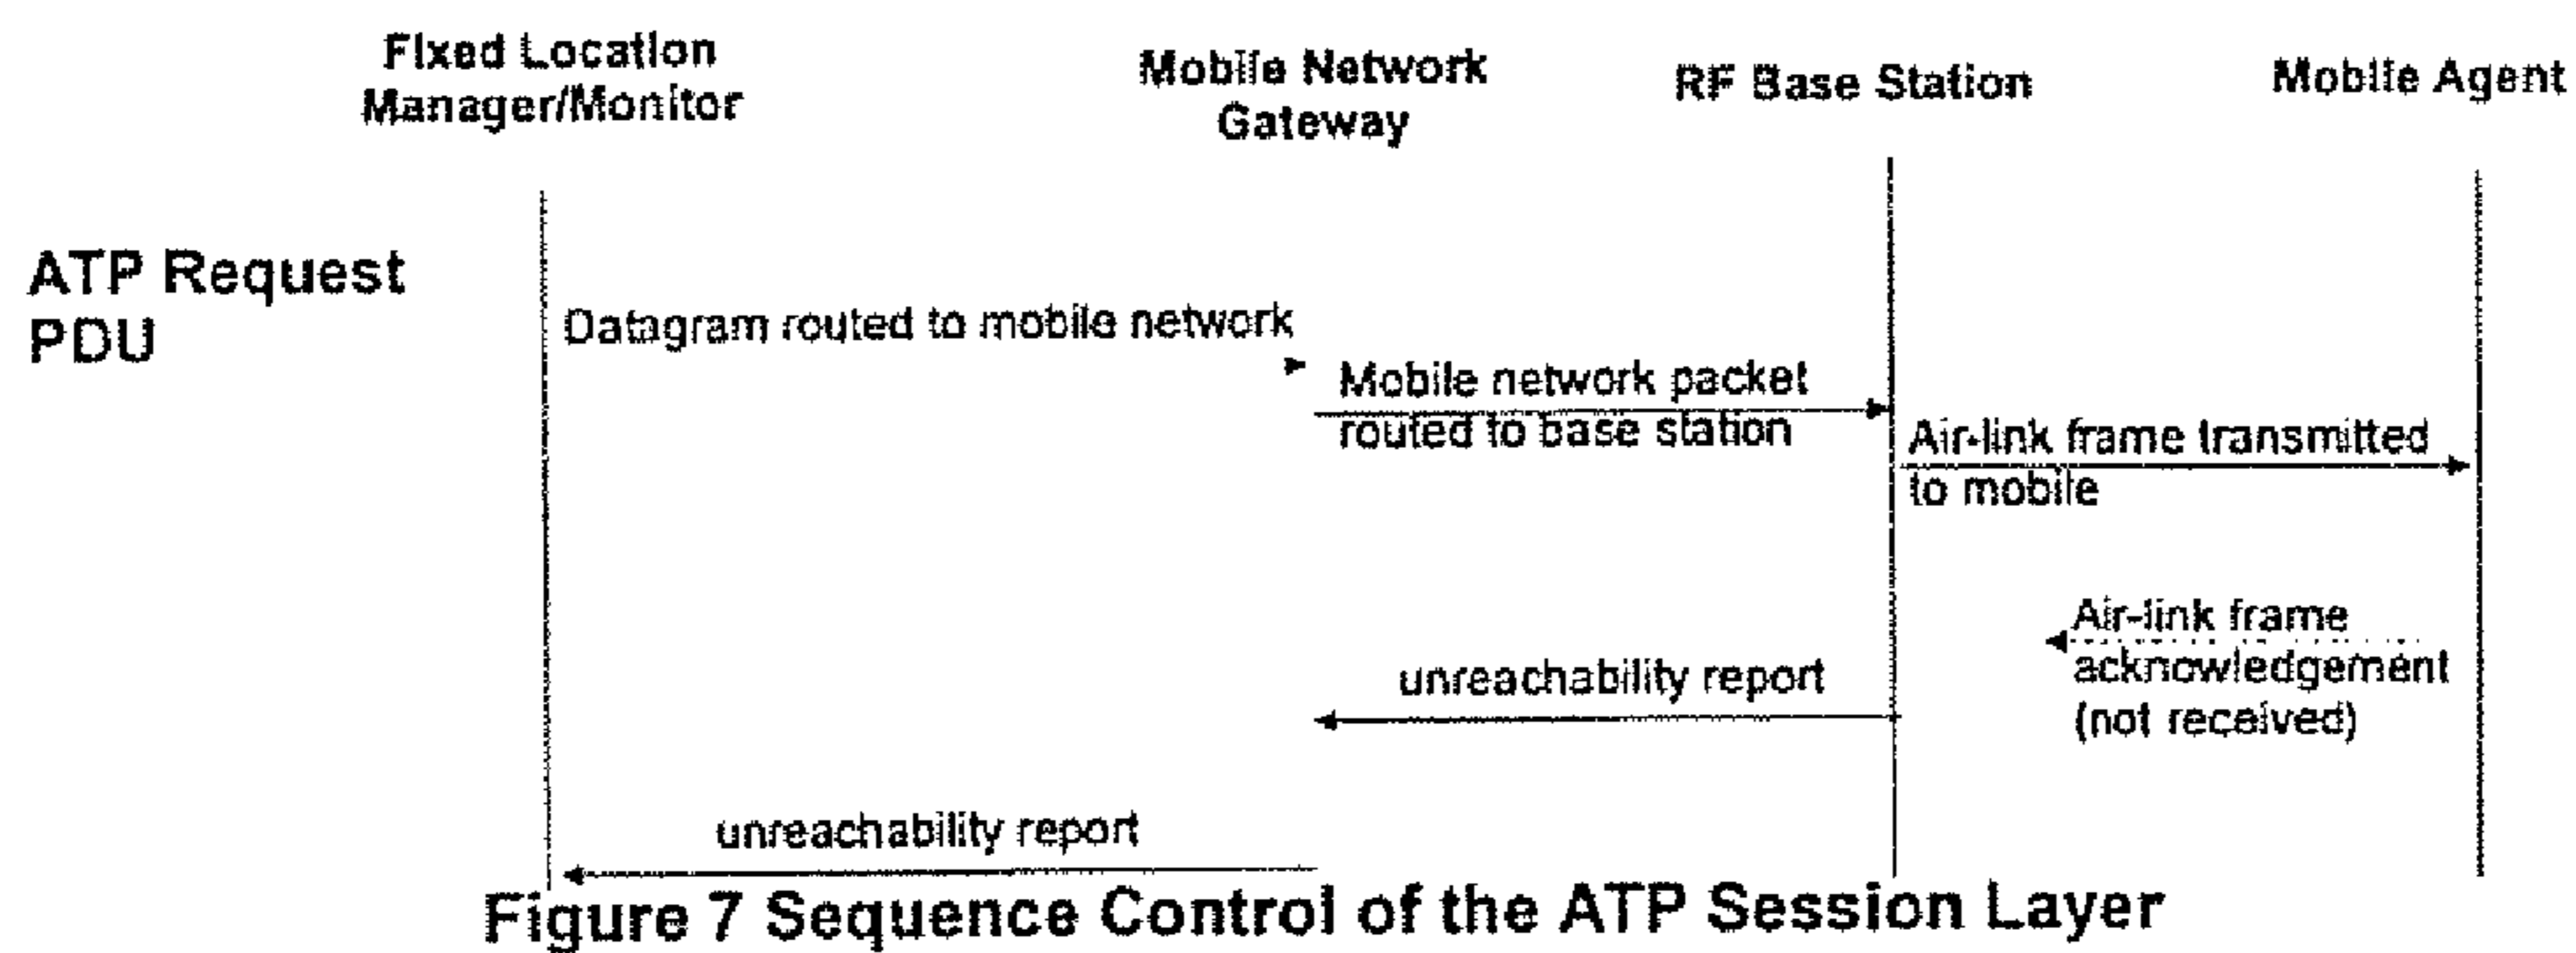 Fixed Location
Manager/Monitor
Mobile Network
Gateway
RF Base Station
Mobile Agent
ATP Request
PDU
Datagram routed to mobile network
Mobile network packet
routed to base station
Air-link frame transmitted
to mobile
Air-link frame
acknowledgement
(not received)
unreachability report
unreachability report
Figure 7 Sequence Control of the ATP Session Layer